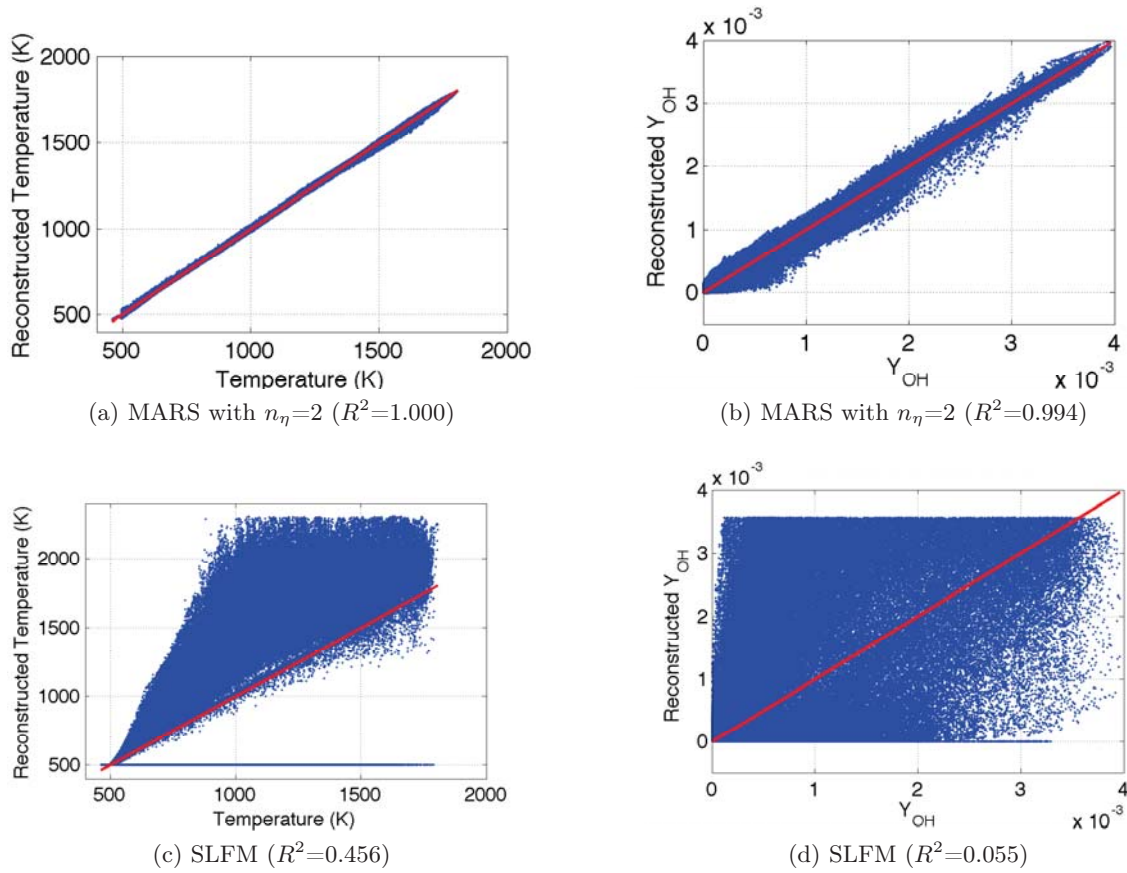 2000
1500
1000
500
Reconstructed Temperature (K)
500 1000 1500 2000
Temperature (K)
(a) MARS with nη=2 (R²=1.000)
x 10⁻³
4
3
2
1
0
Reconstructed Y_OH
0 1 2 3 4
Y_OH
x 10⁻³
(b) MARS with nη=2 (R²=0.994)
2000
1500
1000
500
Reconstructed Temperature (K)
500 1000 1500 2000
Temperature (K)
(c) SLFM (R²=0.456)
x 10⁻³
4
3
2
1
0
Reconstructed Y_OH
0 1 2 3 4
Y_OH
x 10⁻³
(d) SLFM (R²=0.055)